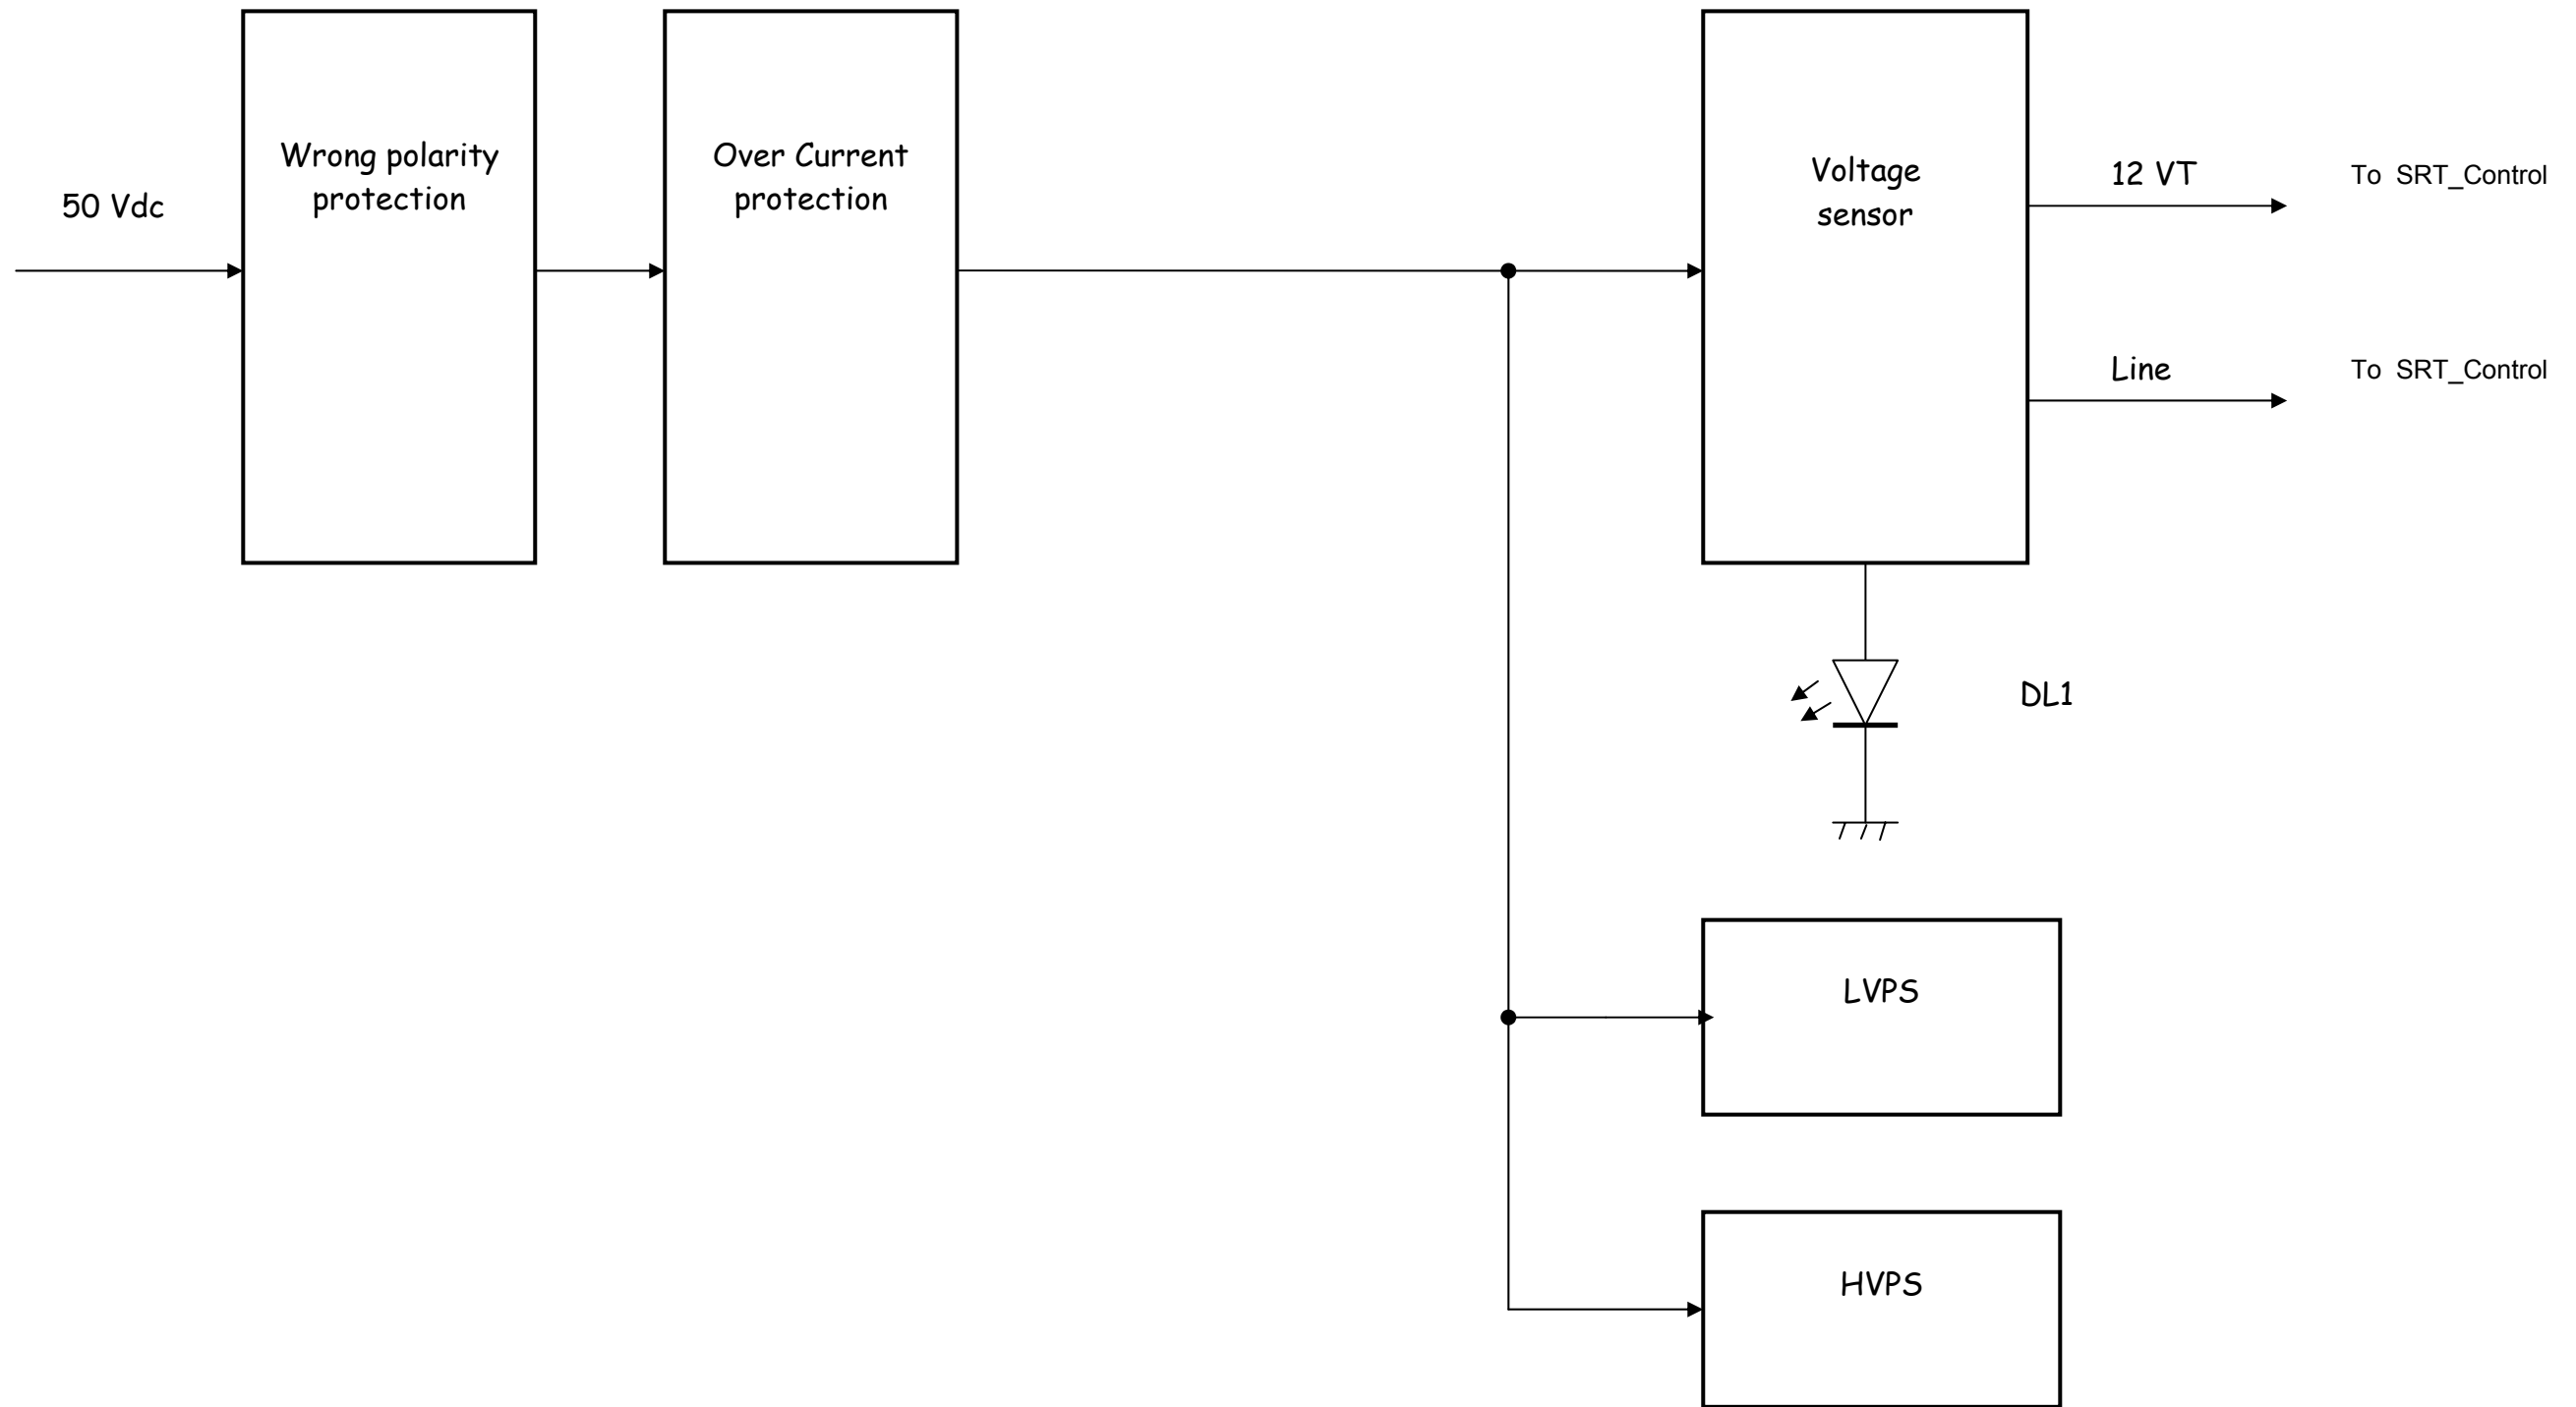 50 Vdc
Wrong polarity
protection
Over Current
protection
Voltage
sensor
12 VT
To SRT_Control
Line
To SRT_Control
DL1
LVPS
HVPS